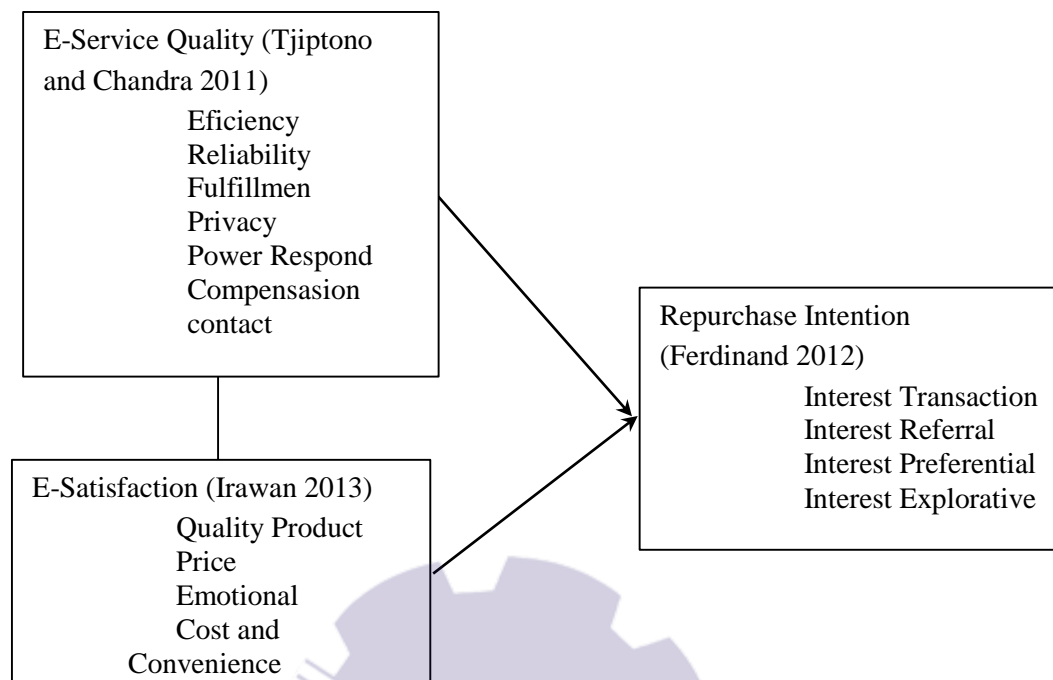 E-Service Quality (Tjiptono
and Chandra 2011)
Eficiency
Reliability
Fulfillmen
Privacy
Power Respond
Compensasion
contact
Repurchase Intention
(Ferdinand 2012)
Interest Transaction
Interest Referral
Interest Preferential
Interest Explorative
E-Satisfaction (Irawan 2013)
Quality Product
Price
Emotional
Cost and
Convenience